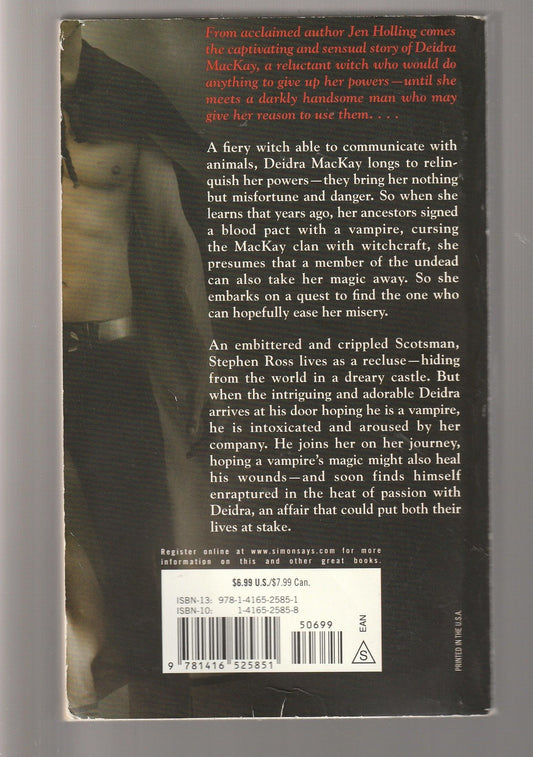 From acclaimed author Jen Holling comes
the captivating and sensual story of Deidra
MacKay, a reluctant witch who would do
anything to give up her powers—until she
meets a darkly handsome man who may
give her reason to use them. . . .
A fiery witch able to communicate with
animals, Deidra MacKay longs to relin-
quish her powers—they bring her nothing
but misfortune and danger. So when she
learns that years ago, her ancestors signed
a blood pact with a vampire, cursing
the MacKay clan with witchcraft, she
presumes that a member of the undead
can also take her magic away. So she
embarks on a quest to find the one who
can hopefully ease her misery.
An embittered and crippled Scotsman,
Stephen Ross lives as a recluse—hiding
from the world in a dreary castle. But
when the intriguing and adorable Deidra
arrives at his door hoping he is a vampire,
he is intoxicated and aroused by her
company. He joins her on her journey,
hoping a vampire's magic might also heal
his wounds—and soon finds himself
enraptured in the heat of passion with
Deidra, an affair that could put both their
lives at stake.
Register online at www.simonsays.com for more
information on this and other great books.
$6.99 U.S./$7.99 Can.
ISBN-13: 978-1-4165-2585-1
ISBN-10: 1-4165-2585-8
50699
9 781416 525851
S
EAN
PRINTED IN THE U.S.A.